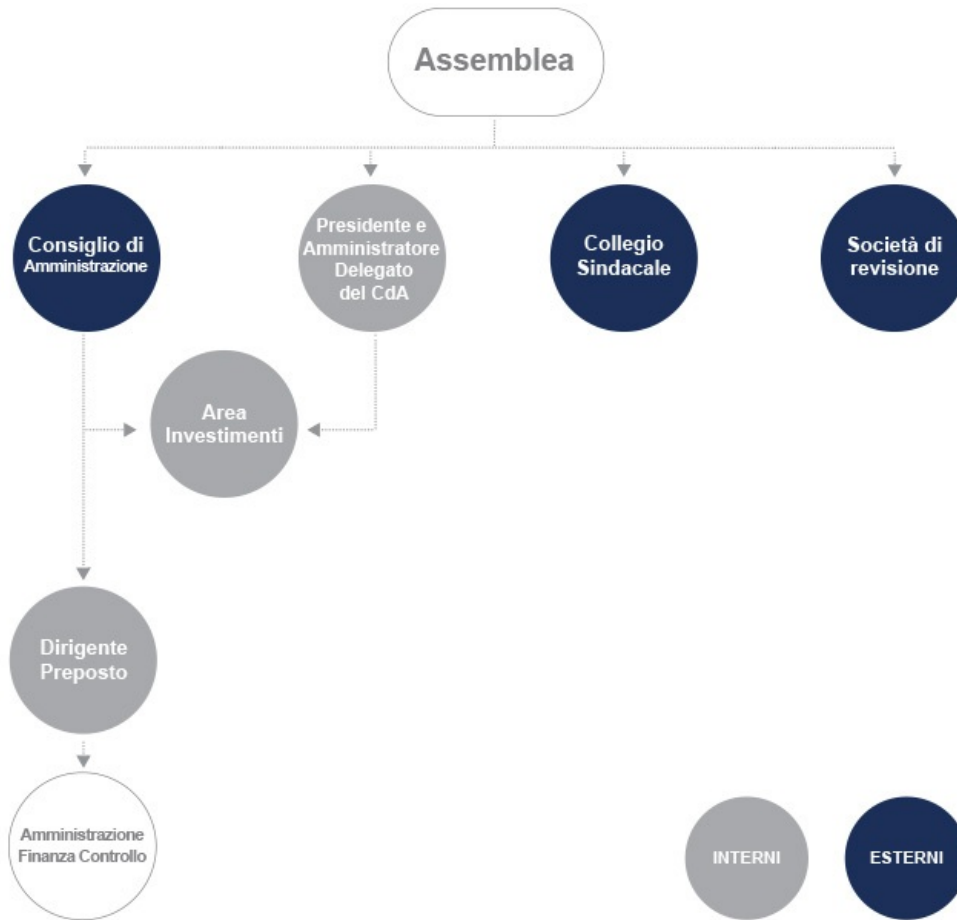 Assemblea
Consiglio di
Amministrazione
Presidente e
Amministratore
Delegato
del CdA
Collegio
Sindacale
Società di
revisione
Area
Investimenti
Dirigente
Preposto
Amministrazione
Finanza Controllo
INTERNI
ESTERNI